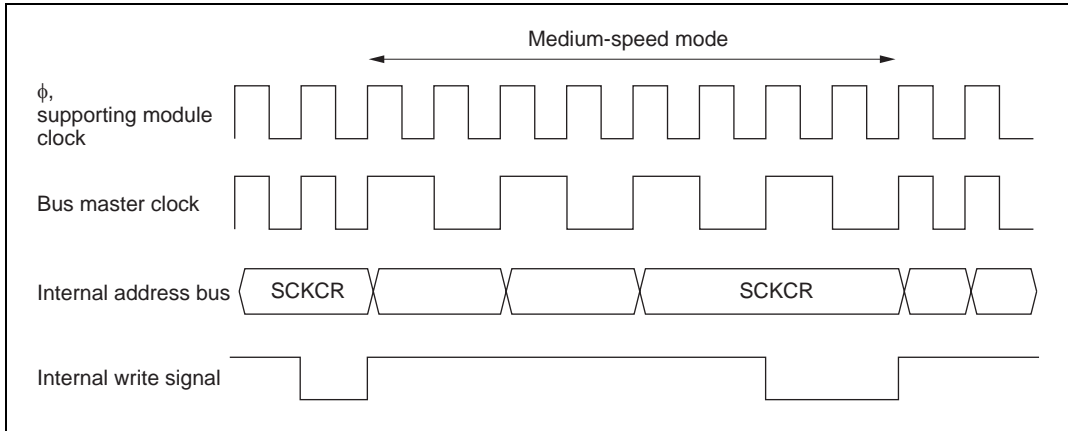 Medium-speed mode
ϕ,
supporting module
clock
Bus master clock
Internal address bus
SCKCR
SCKCR
Internal write signal